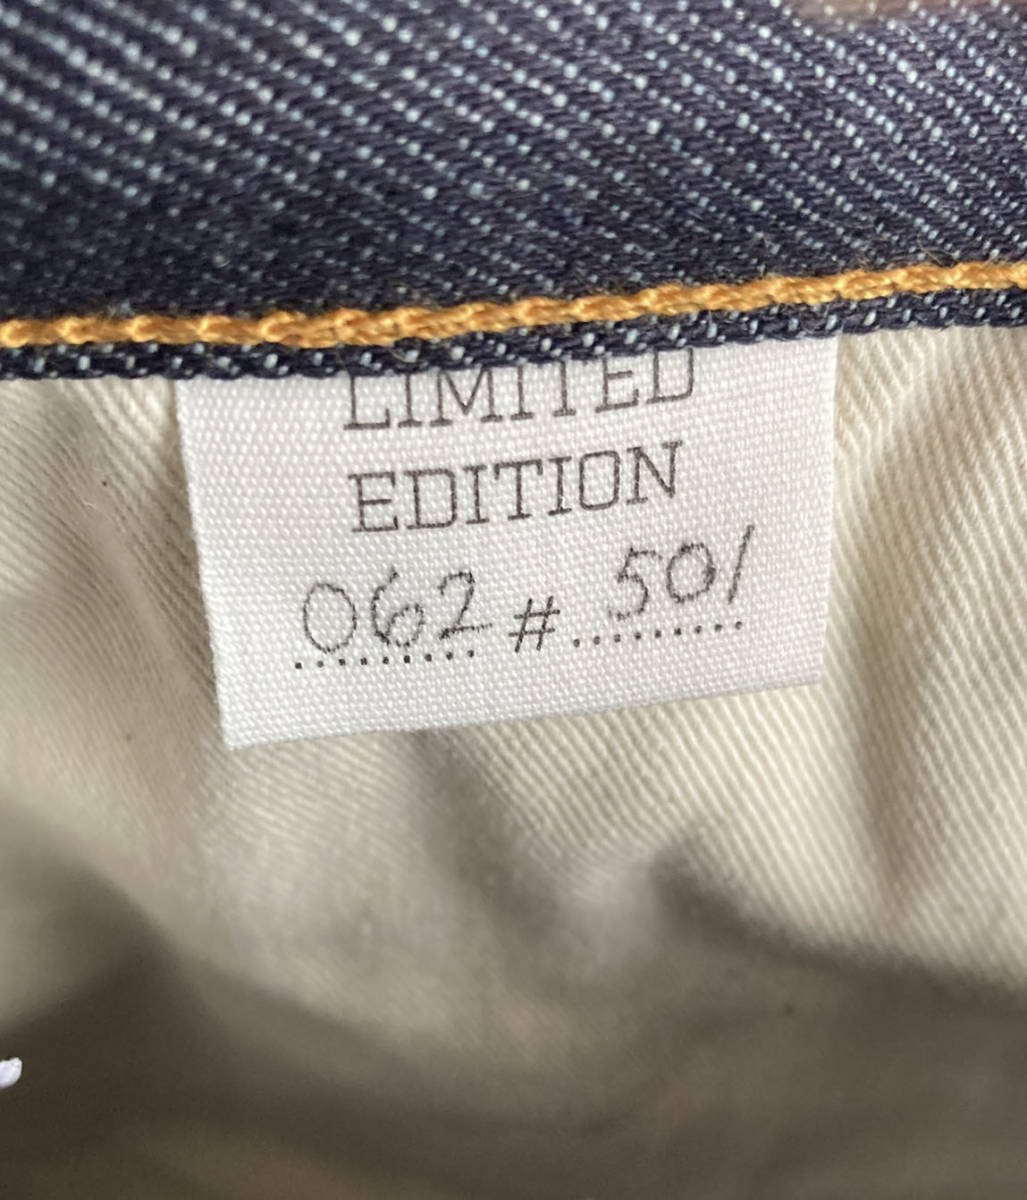 LIMITED
EDITION
062 # 501